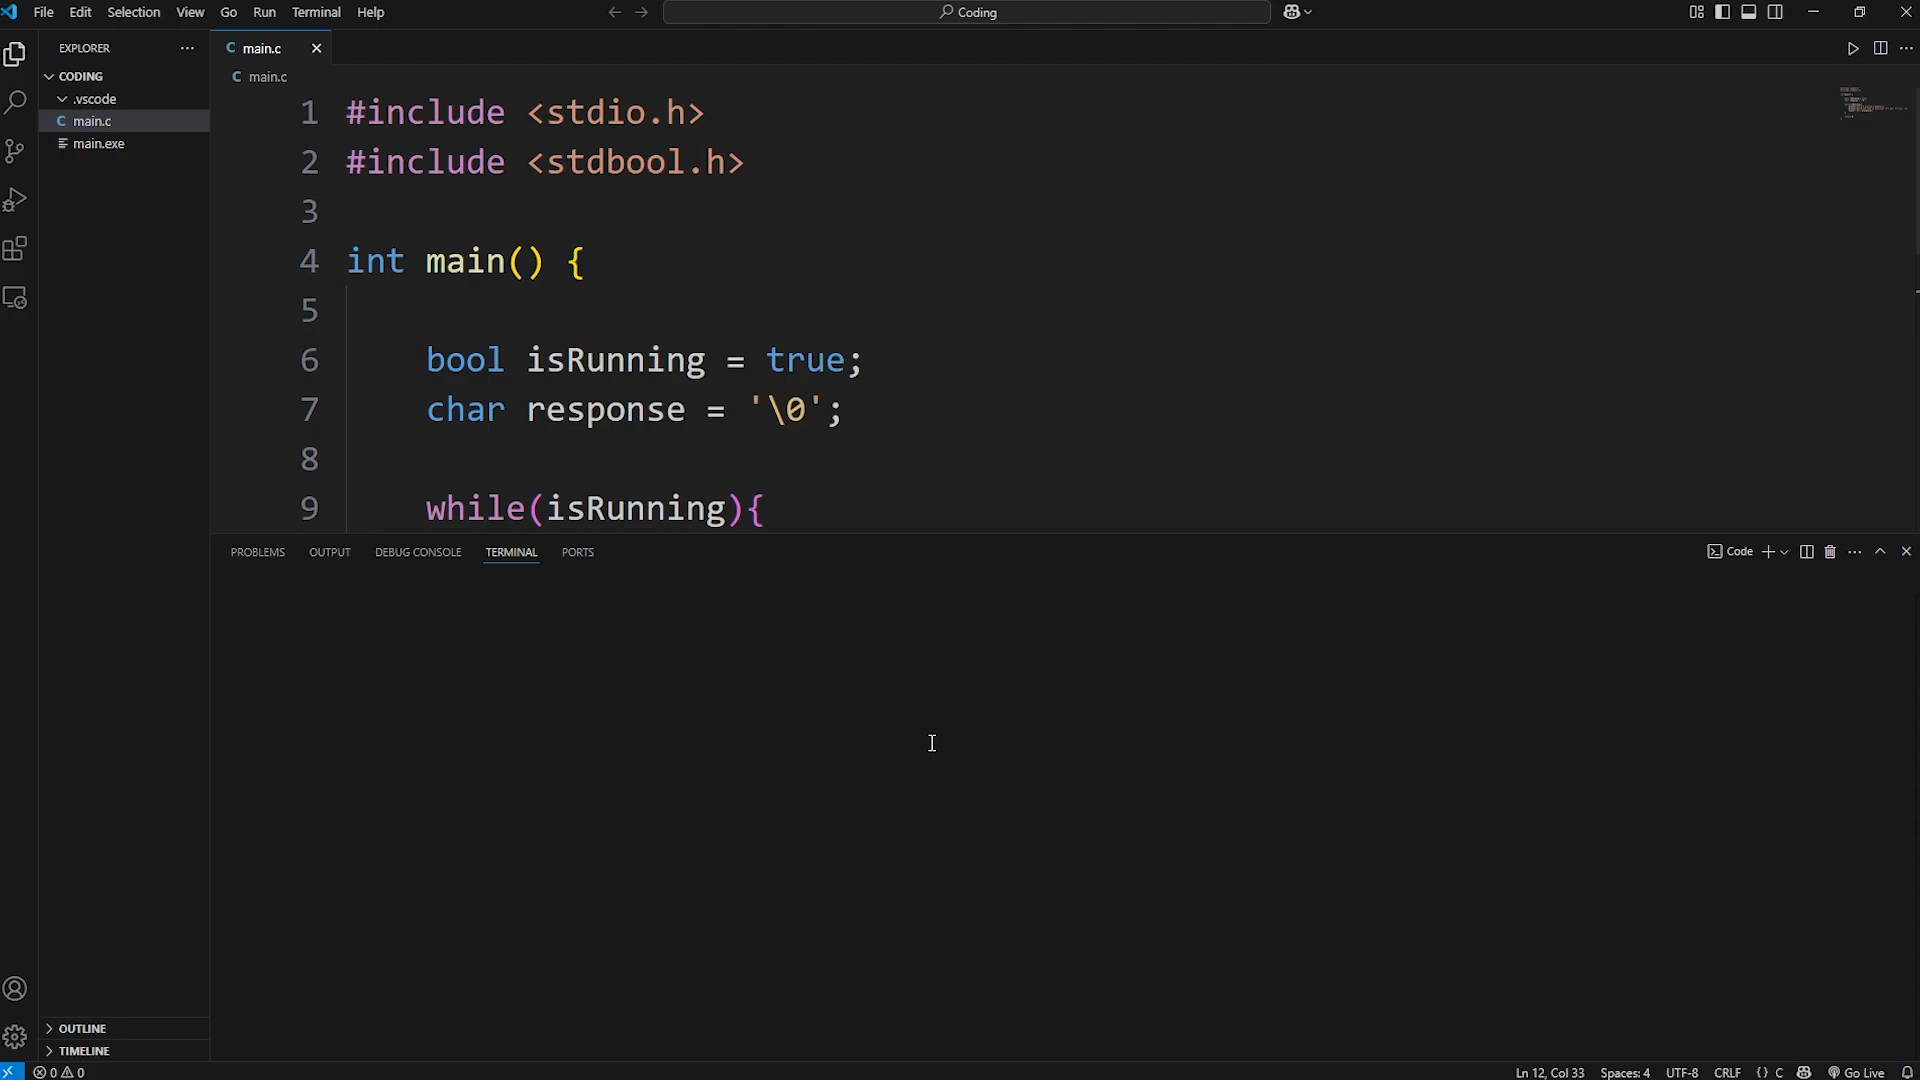 File Edit Selection View Go Run Terminal Help
Coding
EXPLORER
CODING
.vscode
C main.c
main.exe
OUTLINE
TIMELINE
C main.c
C main.c
1 #include <stdio.h>
2 #include <stdbool.h>
3
4 int main() {
5
6 bool isRunning = true;
7 char response = '\0';
8
9 while(isRunning){
PROBLEMS OUTPUT DEBUG CONSOLE TERMINAL PORTS
Code
0 0
Ln 12, Col 33 Spaces: 4 UTF-8 CRLF {} C Go Live